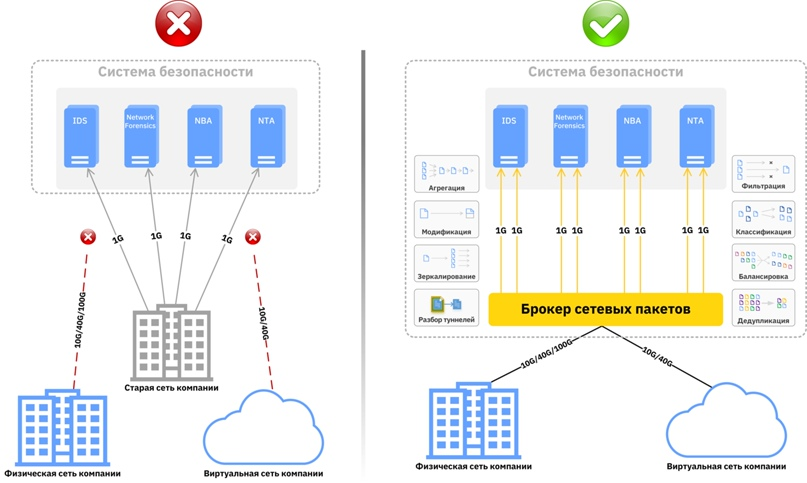 Система безопасности
IDS
Network
Forensics
NBA
NTA
1G
1G
1G
1G
10G/40G/100G
10G/40G
Старая сеть компании
Физическая сеть компании
Виртуальная сеть компании
Система безопасности
IDS
Network
Forensics
NBA
NTA
Агрегация
Модификация
Зеркалирование
Разбор туннелей
Фильтрация
Классификация
Балансировка
Дедупликация
1G 1G
1G 1G
1G 1G
1G 1G
Брокер сетевых пакетов
10G/40G/100G
10G/40G
Физическая сеть компании
Виртуальная сеть компании